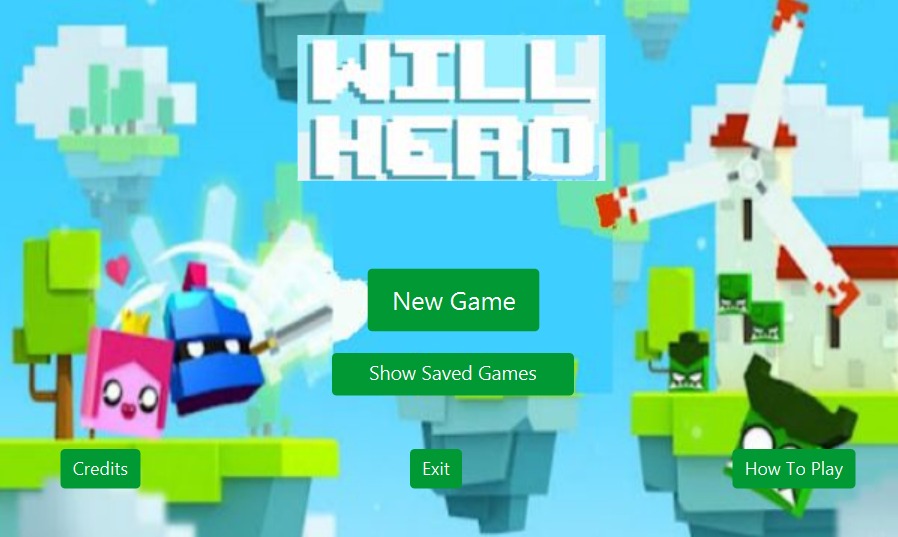 WILL
HERO
New Game
Show Saved Games
Credits
Exit
How To Play